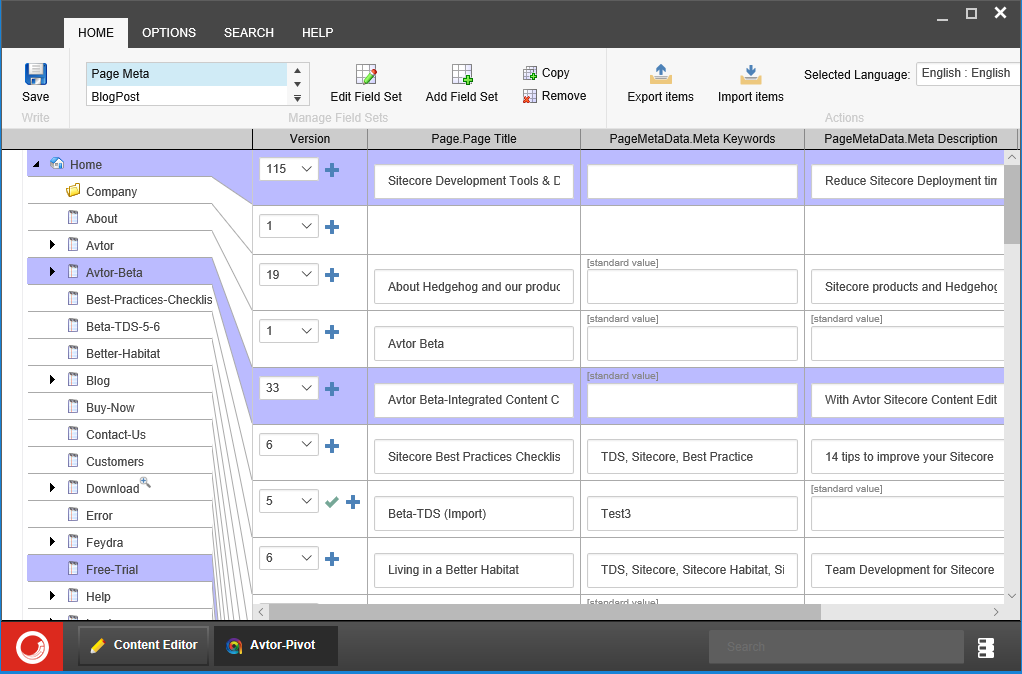 HOME OPTIONS SEARCH HELP
Page Meta
BlogPost
Save
Write
Edit Field Set
Add Field Set
Copy
Remove
Manage Field Sets
Export items
Import items
Selected Language: English : English
Actions
Version Page.Page Title PageMetaData.Meta Keywords PageMetaData.Meta Description
Home
Company
About
Avtor
Avtor-Beta
Best-Practices-Checklis
Beta-TDS-5-6
Better-Habitat
Blog
Buy-Now
Contact-Us
Customers
Download
Error
Feydra
Free-Trial
Help
115 Sitecore Development Tools & D Reduce Sitecore Deployment tim
1
[standard value]
19 About Hedgehog and our produc Sitecore products and Hedgehog
[standard value] [standard value]
1 Avtor Beta
[standard value]
33 Avtor Beta-Integrated Content C With Avtor Sitecore Content Edit
6 Sitecore Best Practices Checklis TDS, Sitecore, Best Practice 14 tips to improve your Sitecore
[standard value]
5 Beta-TDS (Import) Test3
6 Living in a Better Habitat TDS, Sitecore, Sitecore Habitat, Si Team Development for Sitecore
[standard value]
Content Editor Avtor-Pivot Search